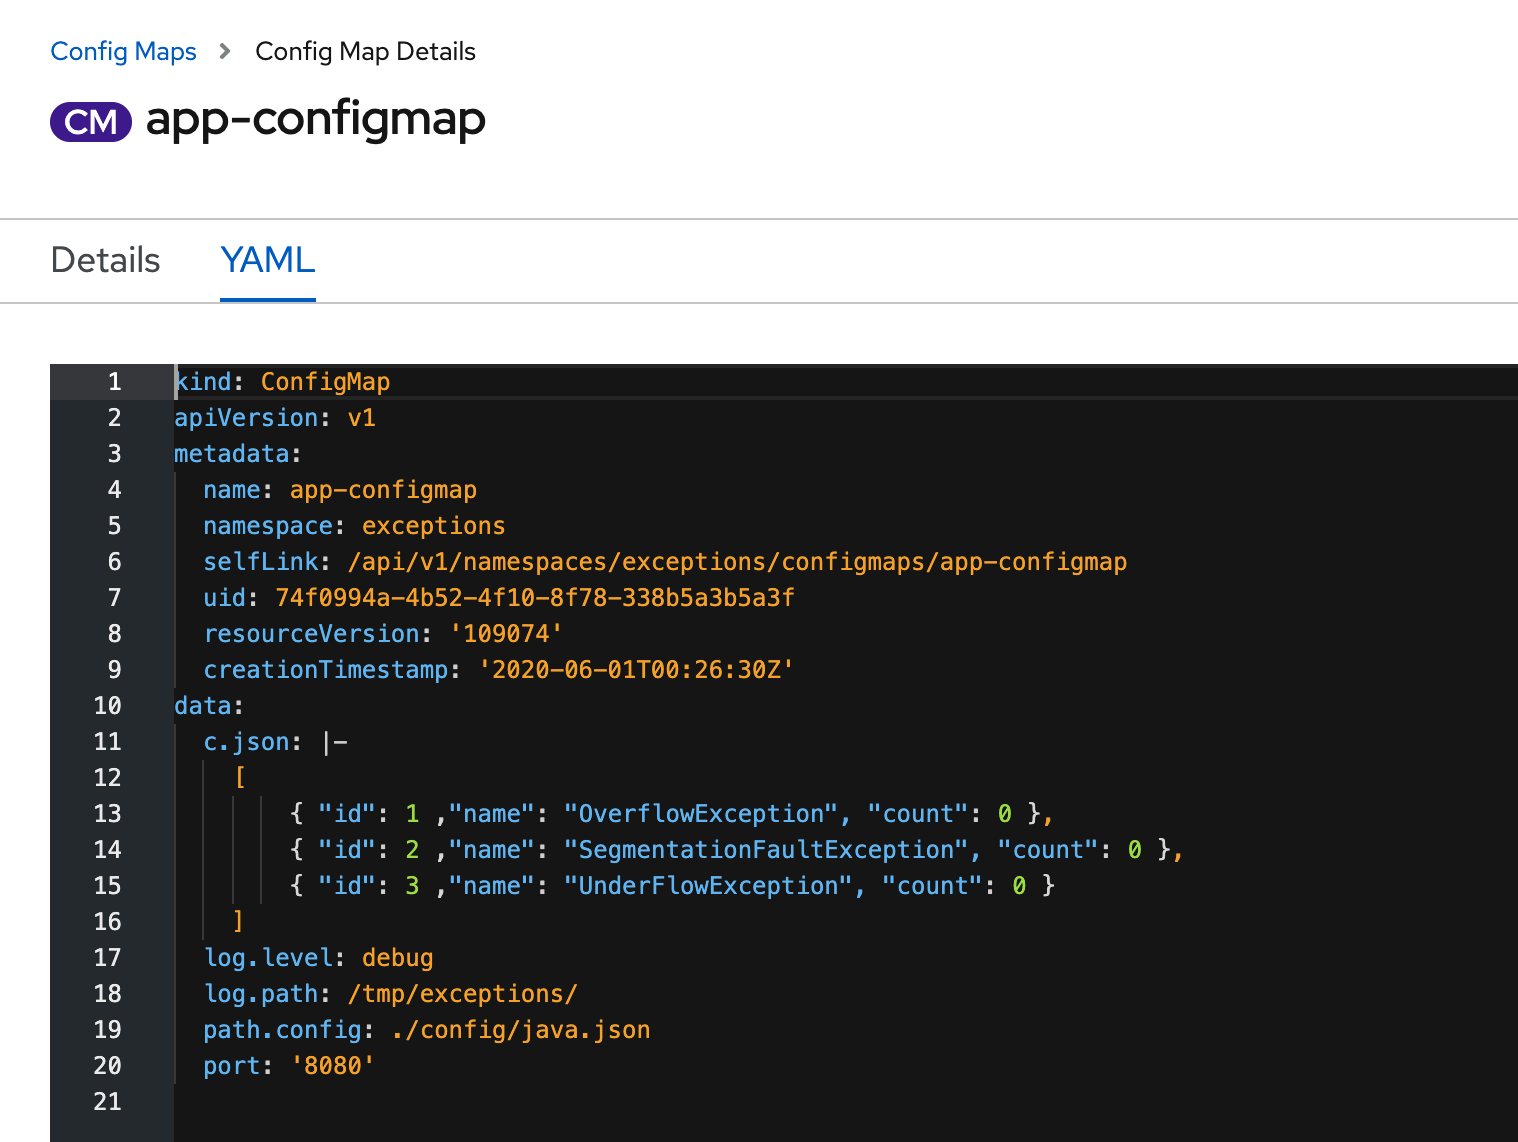 Config Maps > Config Map Details
CM app-configmap
Details YAML
1 kind: ConfigMap
2 apiVersion: v1
3 metadata:
4   name: app-configmap
5   namespace: exceptions
6   selfLink: /api/v1/namespaces/exceptions/configmaps/app-configmap
7   uid: 74f0994a-4b52-4f10-8f78-338b5a3b5a3f
8   resourceVersion: '109074'
9   creationTimestamp: '2020-06-01T00:26:30Z'
10 data:
11   c.json: |-
12     [
13         { "id": 1 ,"name": "OverflowException", "count": 0 },
14         { "id": 2 ,"name": "SegmentationFaultException", "count": 0 },
15         { "id": 3 ,"name": "UnderFlowException", "count": 0 }
16     ]
17   log.level: debug
18   log.path: /tmp/exceptions/
19   path.config: ./config/java.json
20   port: '8080'
21